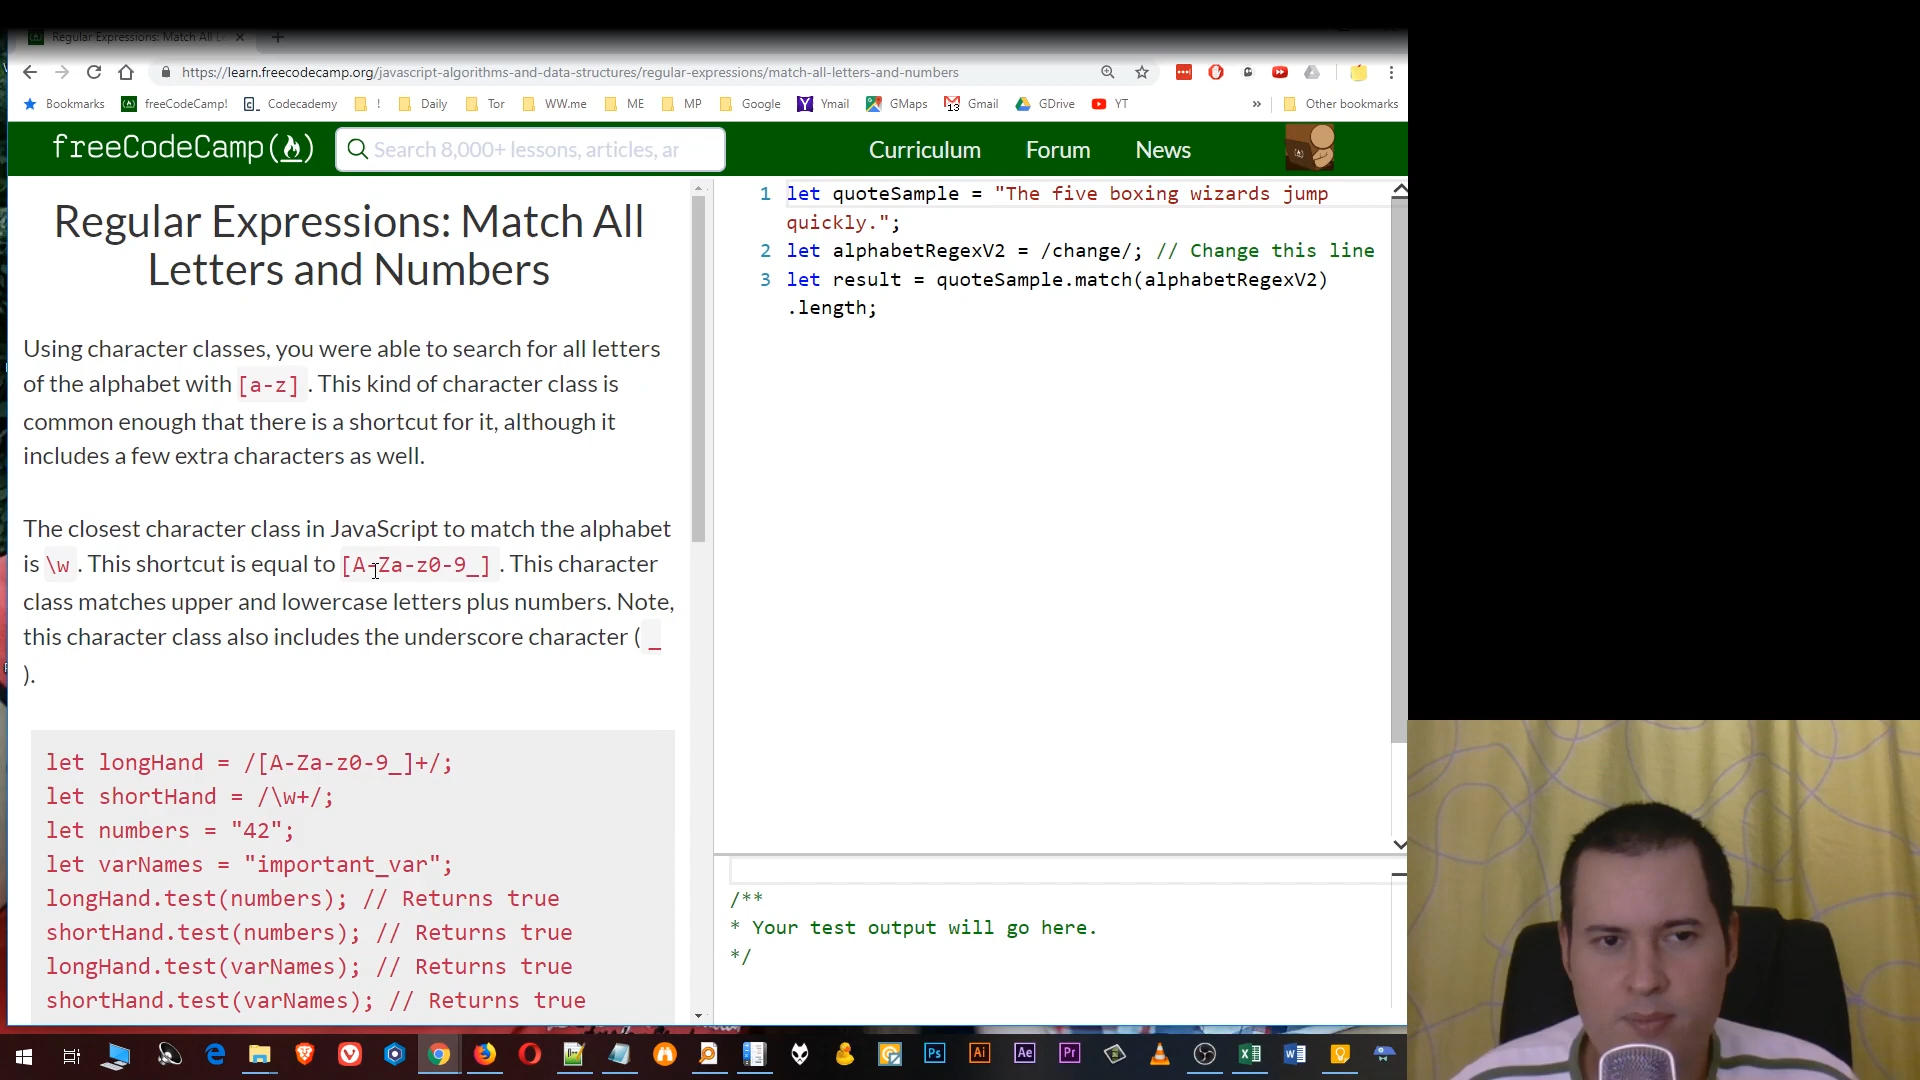 Regular Expressions: Match All L
https://learn.freecodecamp.org/javascript-algorithms-and-data-structures/regular-expressions/match-all-letters-and-numbers
Bookmarks freeCodeCamp! Codecademy ! Daily Tor WW.me ME MP Google Ymail GMaps 13 Gmail GDrive YT » Other bookmarks
freeCodeCamp(🔥) Search 8,000+ lessons, articles, ar Curriculum Forum News
Regular Expressions: Match All
Letters and Numbers
Using character classes, you were able to search for all letters
of the alphabet with [a-z] . This kind of character class is
common enough that there is a shortcut for it, although it
includes a few extra characters as well.
The closest character class in JavaScript to match the alphabet
is \w . This shortcut is equal to [A-Za-z0-9_] . This character
class matches upper and lowercase letters plus numbers. Note,
this character class also includes the underscore character ( _
).
let longHand = /[A-Za-z0-9_]+/;
let shortHand = /\w+/;
let numbers = "42";
let varNames = "important_var";
longHand.test(numbers); // Returns true
shortHand.test(numbers); // Returns true
longHand.test(varNames); // Returns true
shortHand.test(varNames); // Returns true
1 let quoteSample = "The five boxing wizards jump
quickly.";
2 let alphabetRegexV2 = /change/; // Change this line
3 let result = quoteSample.match(alphabetRegexV2)
.length;
/**
* Your test output will go here.
*/
Ps Ai Ae Pr